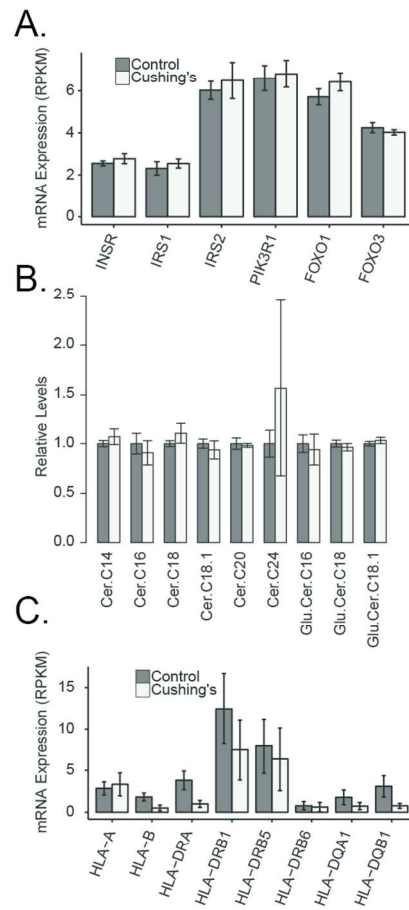 A.
mRNA Expression (RPKM)
Control
Cushing's
6
4
2
0
INSR
IRS1
IRS2
PIK3R1
FOXO1
FOXO3
B.
Relative Levels
2.5
2.0
1.5
1.0
0.5
0.0
Cer.C14
Cer.C16
Cer.C18
Cer.C18.1
Cer.C20
Cer.C24
Glu.Cer.C16
Glu.Cer.C18
Glu.Cer.C18.1
C.
mRNA Expression (RPKM)
Control
Cushing's
15
10
5
0
HLA-A
HLA-B
HLA-DRA
HLA-DRB1
HLA-DRB5
HLA-DRB6
HLA-DQA1
HLA-DQB1